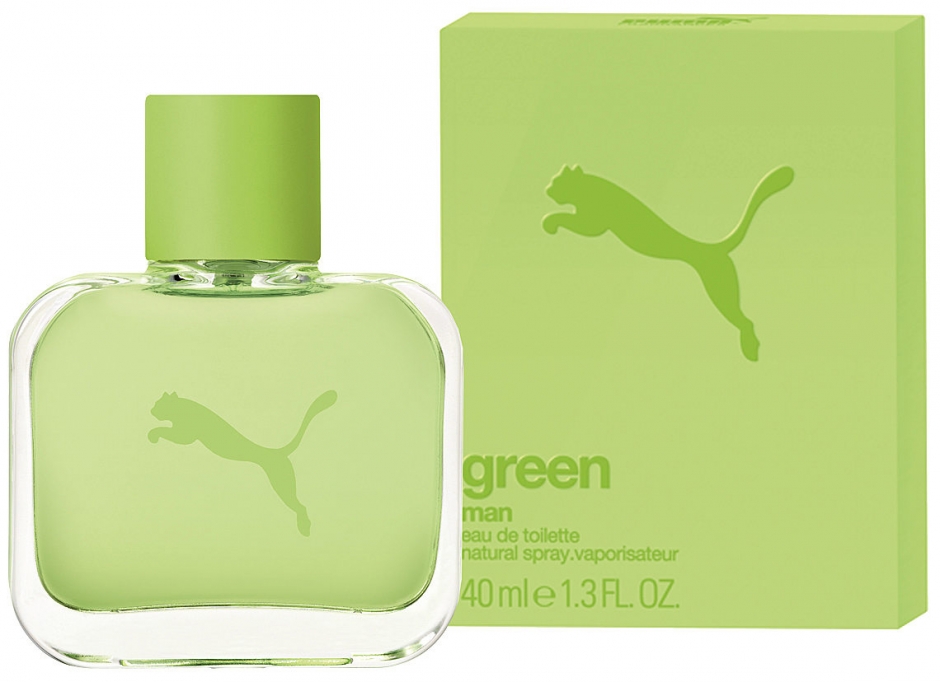 green
man
eau de toilette
natural spray.vaporisateur
40 ml e 1.3 FL. OZ.